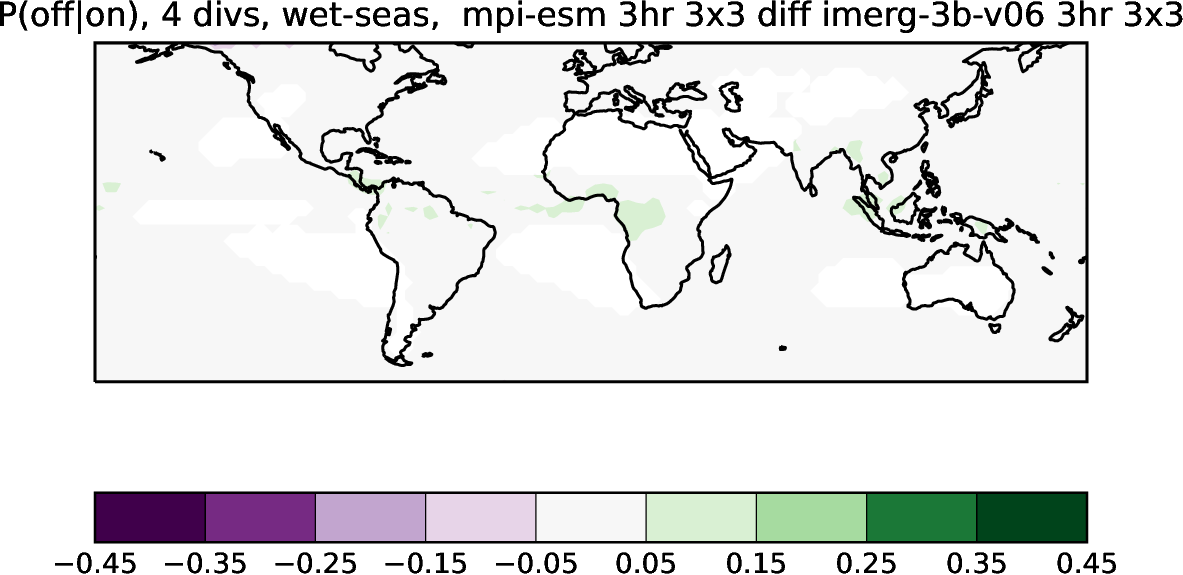 P(off|on), 4 divs, wet-seas, mpi-esm 3hr 3x3 diff imerg-3b-v06 3hr 3x3
−0.45 −0.35 −0.25 −0.15 −0.05 0.05 0.15 0.25 0.35 0.45